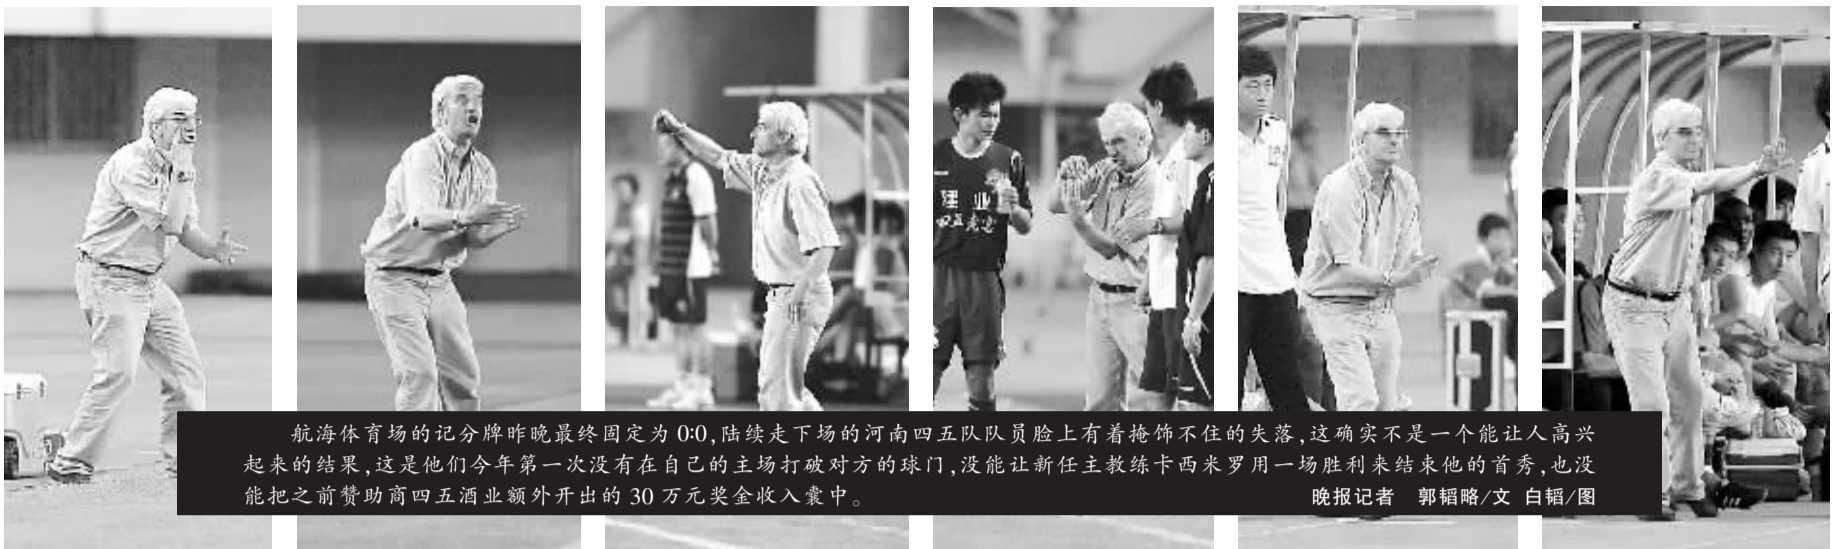 建业
四五老窖
航海体育场的记分牌昨晚最终固定为 0:0,陆续走下场的河南四五队队员脸上有着掩饰不住的失落,这确实不是一个能让人高兴
起来的结果,这是他们今年第一次没有在自己的主场打破对方的球门,没能让新任主教练卡西米罗用一场胜利来结束他的首秀,也没
能把之前赞助商四五酒业额外开出的 30 万元奖金收入囊中。 晚报记者 郭韬略/文 白韬/图